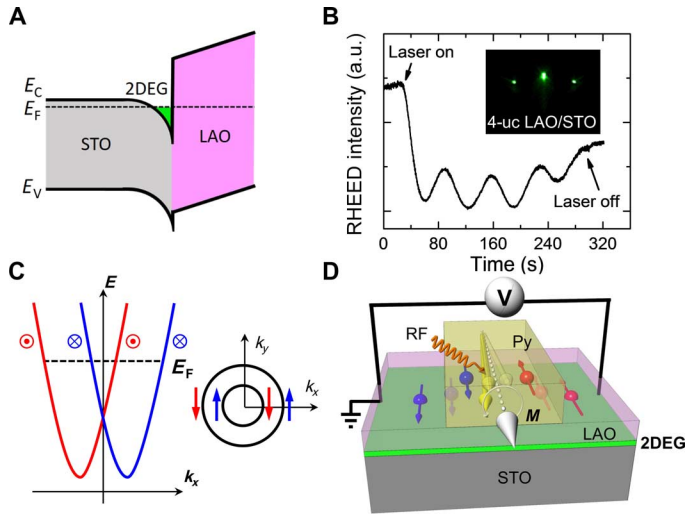 A
2DEG
E_C
E_F
STO
LAO
E_V
B
RHEED intensity (a.u.)
Laser on
4-uc LAO/STO
Laser off
0 80 160 240 320
Time (s)
C
E
E_F
k_x
k_y
k_x
D
V
RF
Py
M
LAO
2DEG
STO